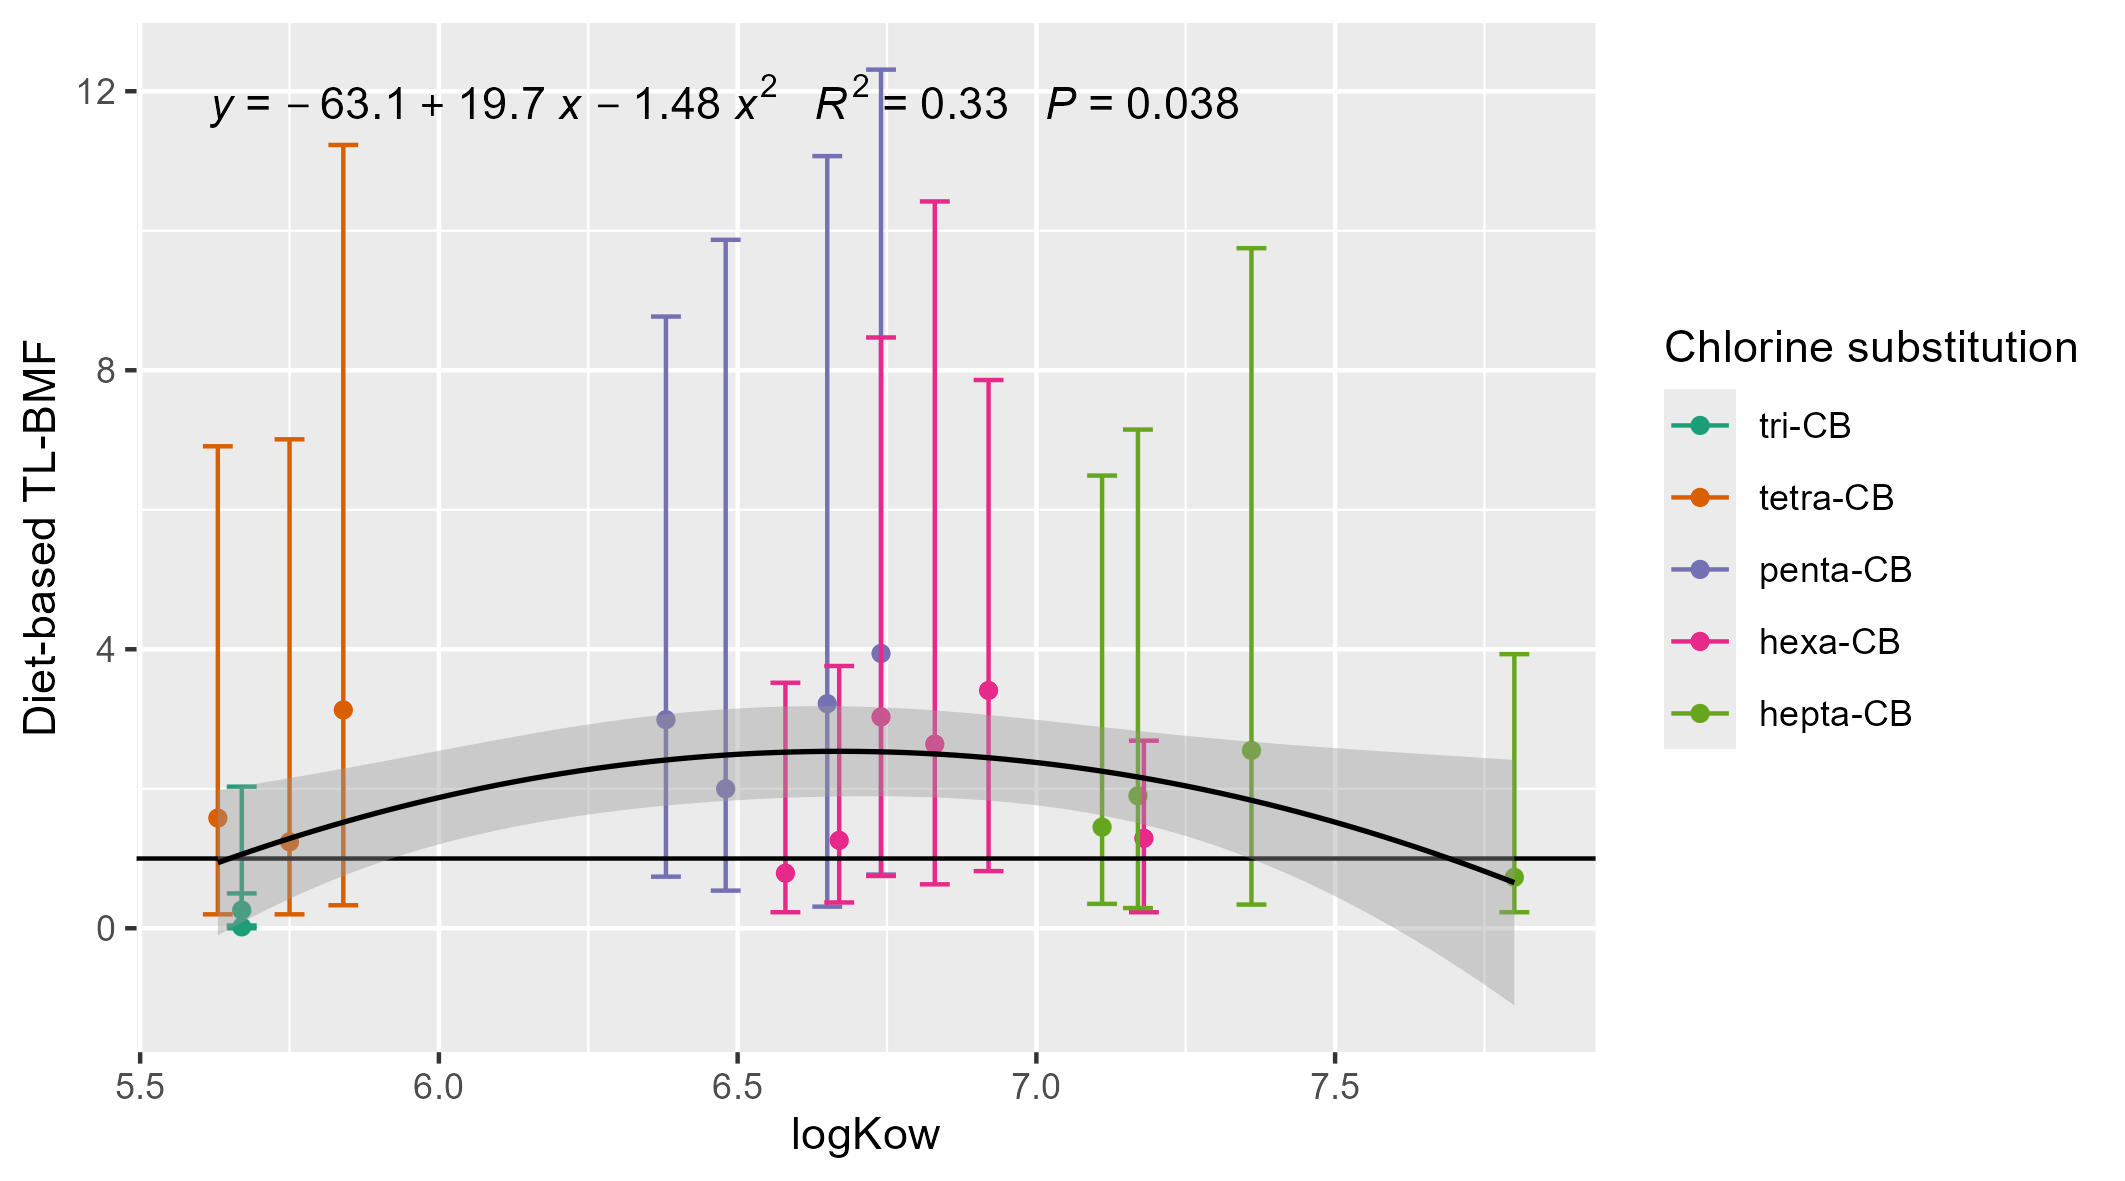 y = − 63.1 + 19.7 x − 1.48 x² R² = 0.33 P = 0.038
12
8
4
0
Diet-based TL-BMF
5.5 6.0 6.5 7.0 7.5
logKow
Chlorine substitution
tri-CB
tetra-CB
penta-CB
hexa-CB
hepta-CB